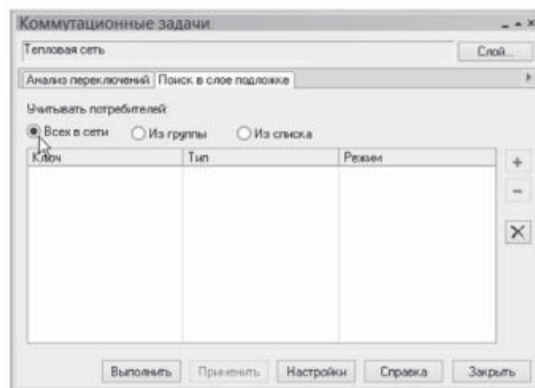 Коммутационные задачи
Тепловая сеть
Слой...
Анализ переключений Поиск в слое подложке
Учитывать потребителей:
Всех в сети Из группы Из списка
Ключ Тип Режим
Выполнить Применить Настройки Справка Закрыть